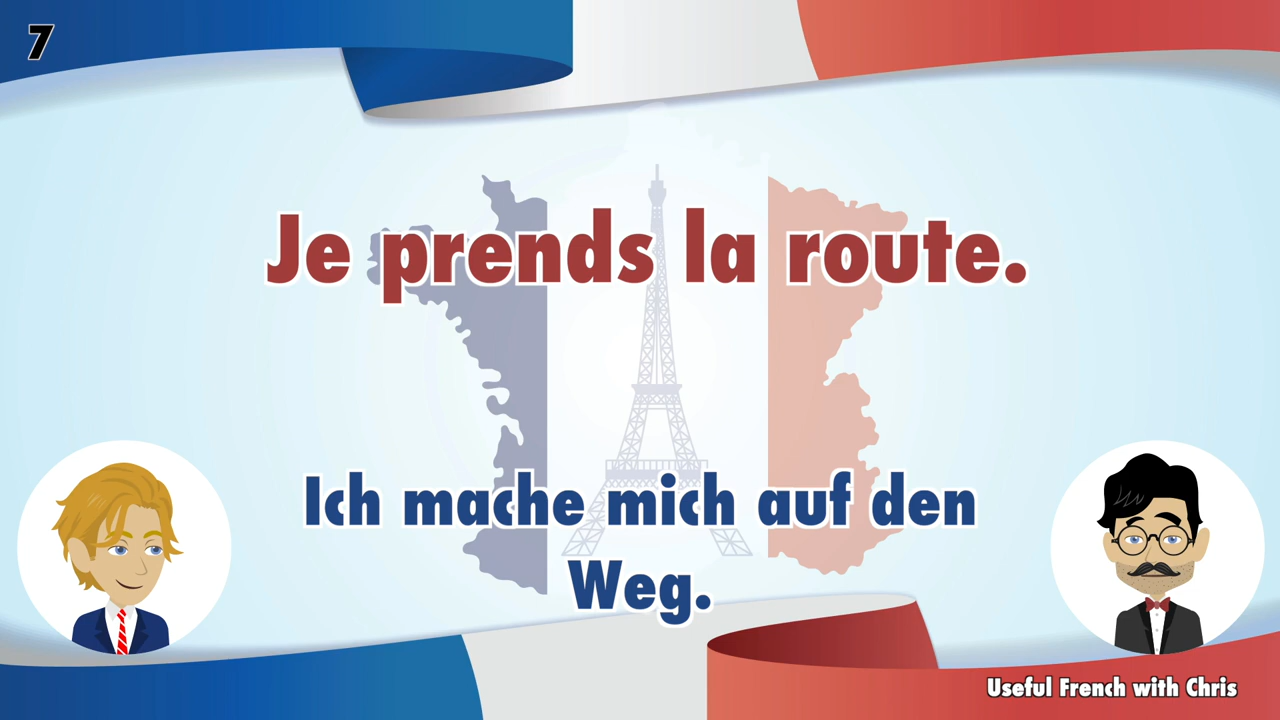 7
Je prends la route.
Ich mache mich auf den
Weg.
Useful French with Chris